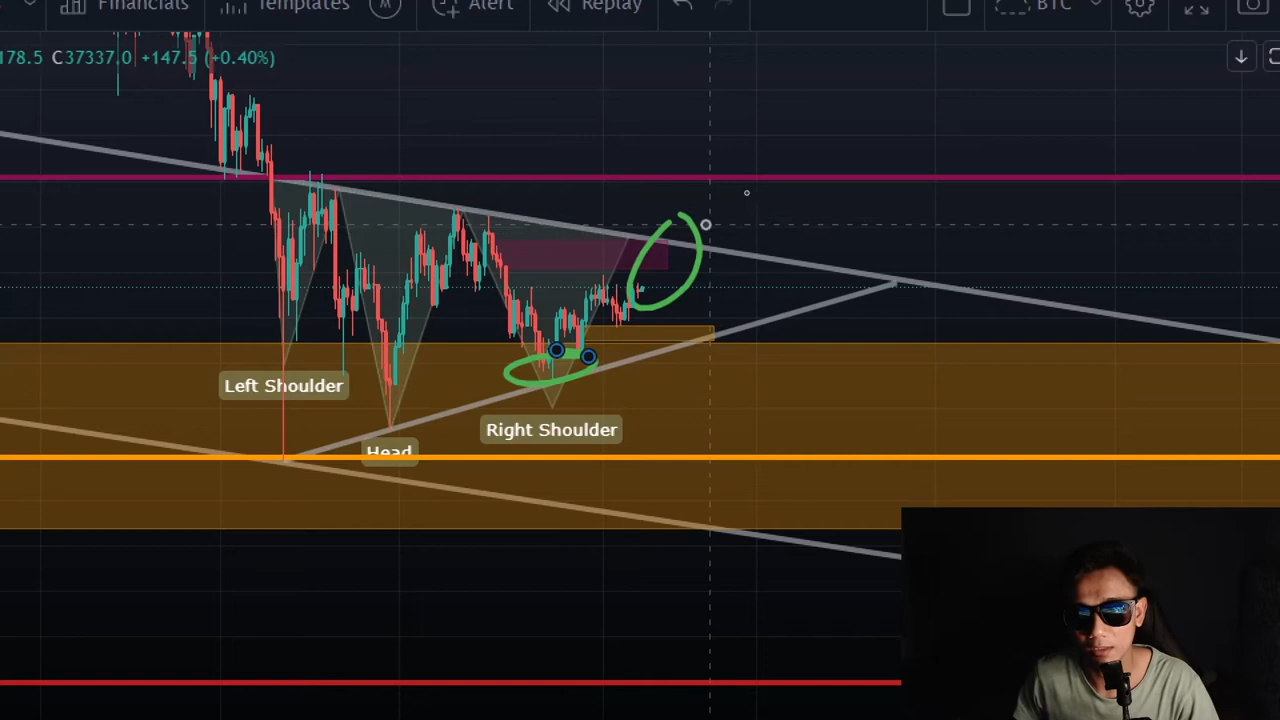 Financials Templates M Alert Replay BTC
178.5 C37337.0 +147.5 (+0.40%)
Left Shoulder
Right Shoulder
Head